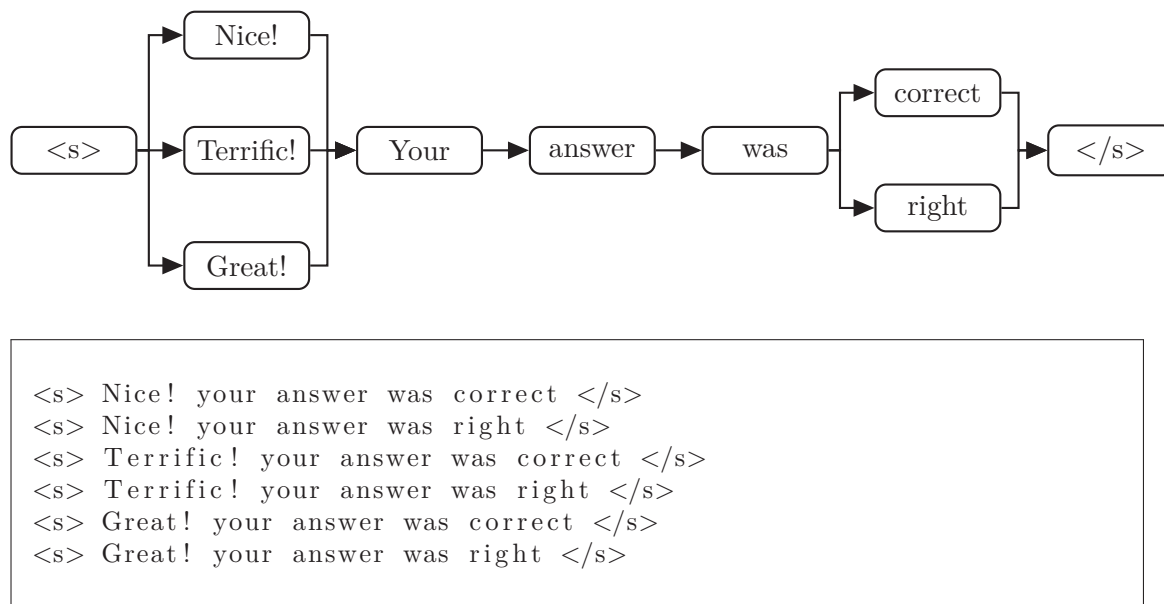 Nice!
correct
<s> Terrific! Your answer was </s>
right
Great!
<s> Nice! your answer was correct </s>
<s> Nice! your answer was right </s>
<s> Terrific! your answer was correct </s>
<s> Terrific! your answer was right </s>
<s> Great! your answer was correct </s>
<s> Great! your answer was right </s>